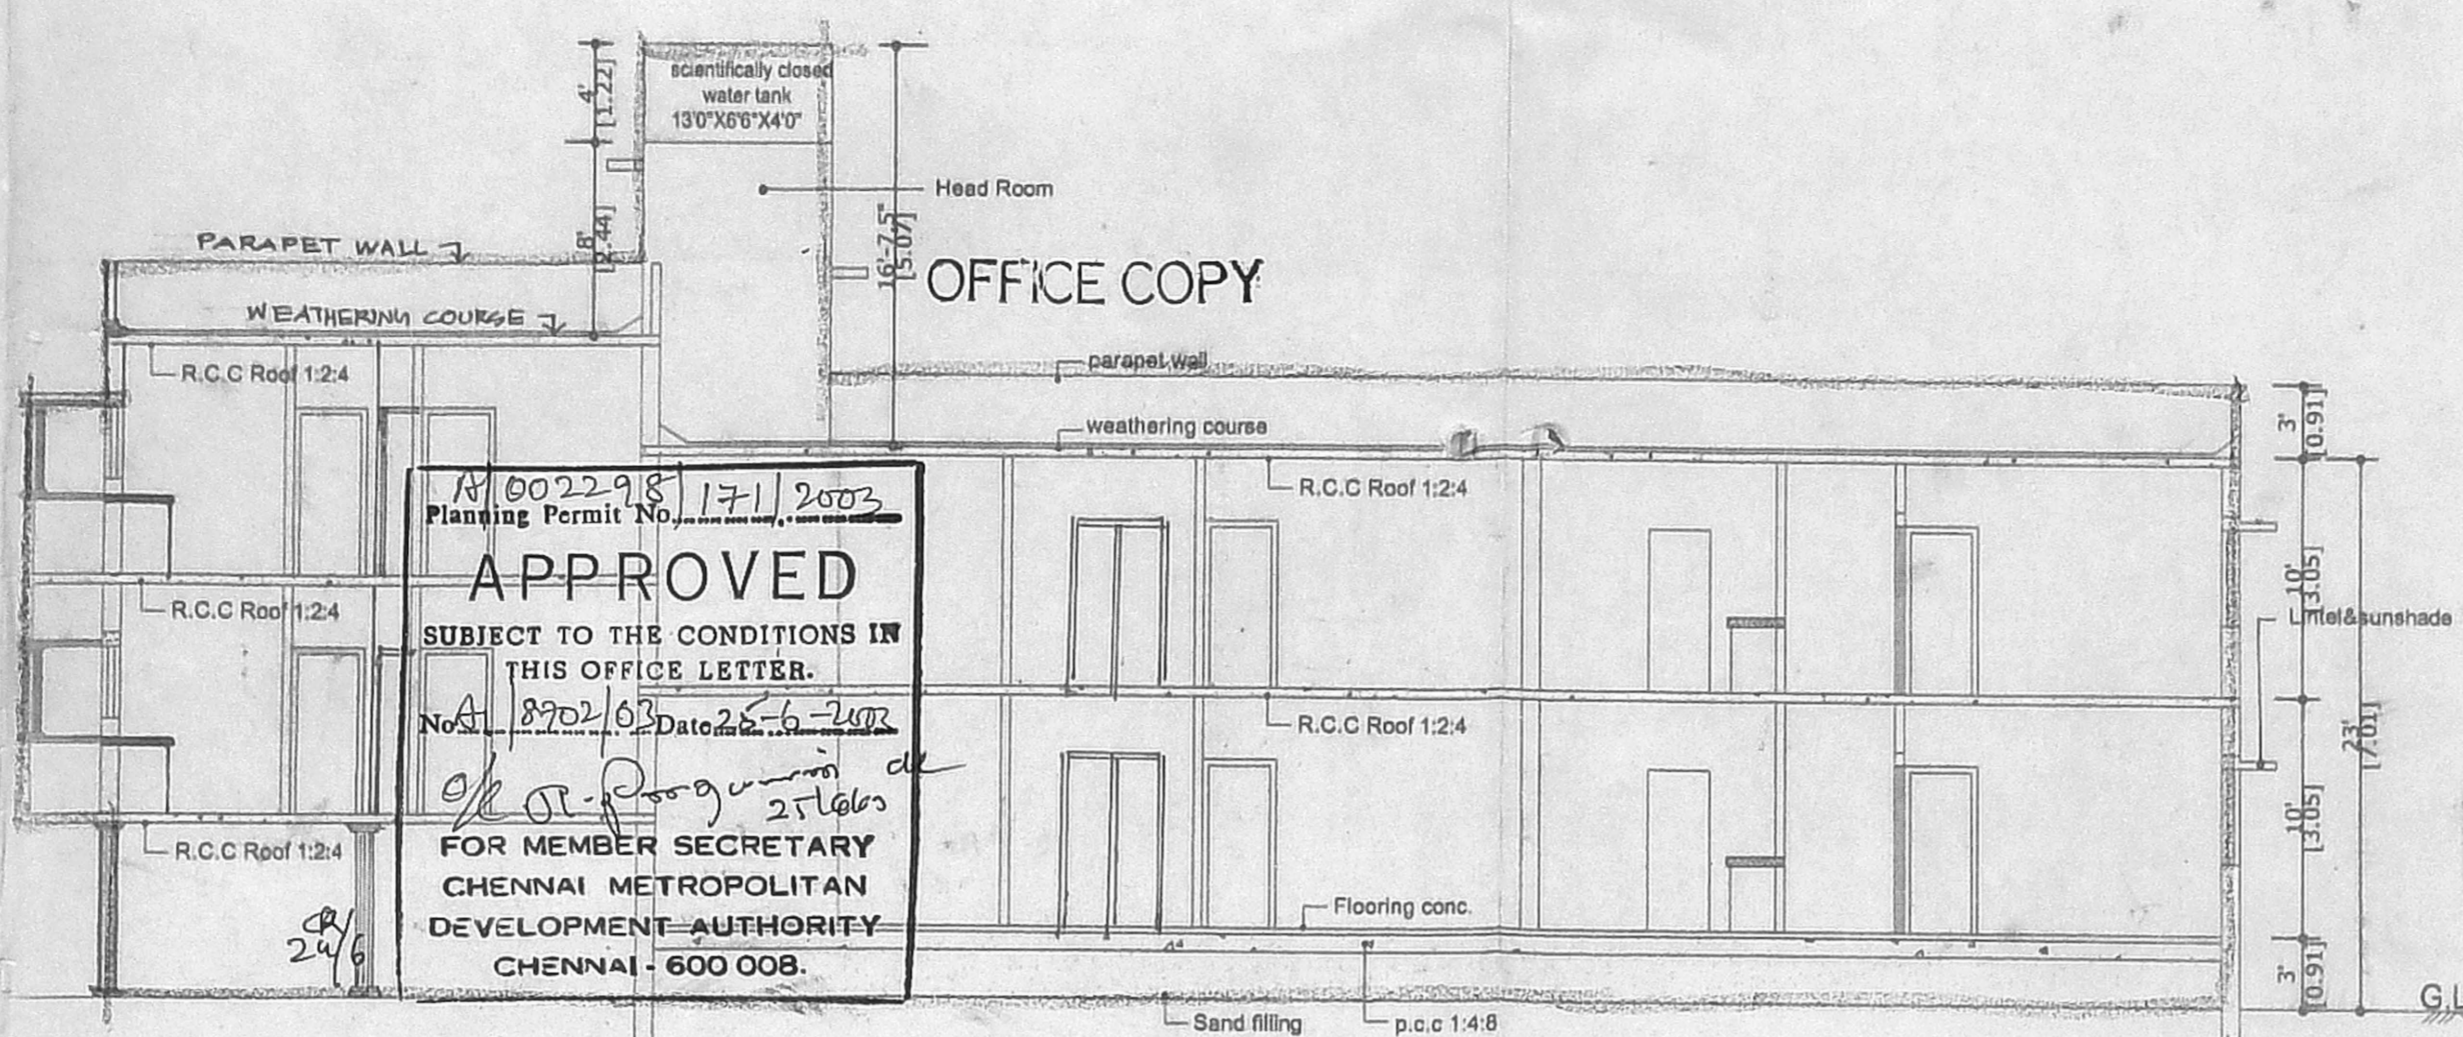 scientifically closed
water tank
13'0"X6'6"X4'0"
4'
[1.22]
Head Room
8'
[2.44]
16'-7.5"
[5.07]
PARAPET WALL
OFFICE COPY
WEATHERING COURSE
parapet wall
R.C.C Roof 1:2:4
weathering course
3'
[0.91]
R.C.C Roof 1:2:4
A 002298 / 171 / 2003
Planning Permit No.
APPROVED
SUBJECT TO THE CONDITIONS IN
THIS OFFICE LETTER.
No A1 / 8902/03 Date 25-6-2003
FOR MEMBER SECRETARY
CHENNAI METROPOLITAN
DEVELOPMENT AUTHORITY
CHENNAI - 600 008.
R.C.C Roof 1:2:4
10'
[3.05]
Lintel&sunshade
R.C.C Roof 1:2:4
23'
[7.01]
10'
[3.05]
R.C.C Roof 1:2:4
Flooring conc.
3'
[0.91]
G.L
Sand filling
p.c.c 1:4:8